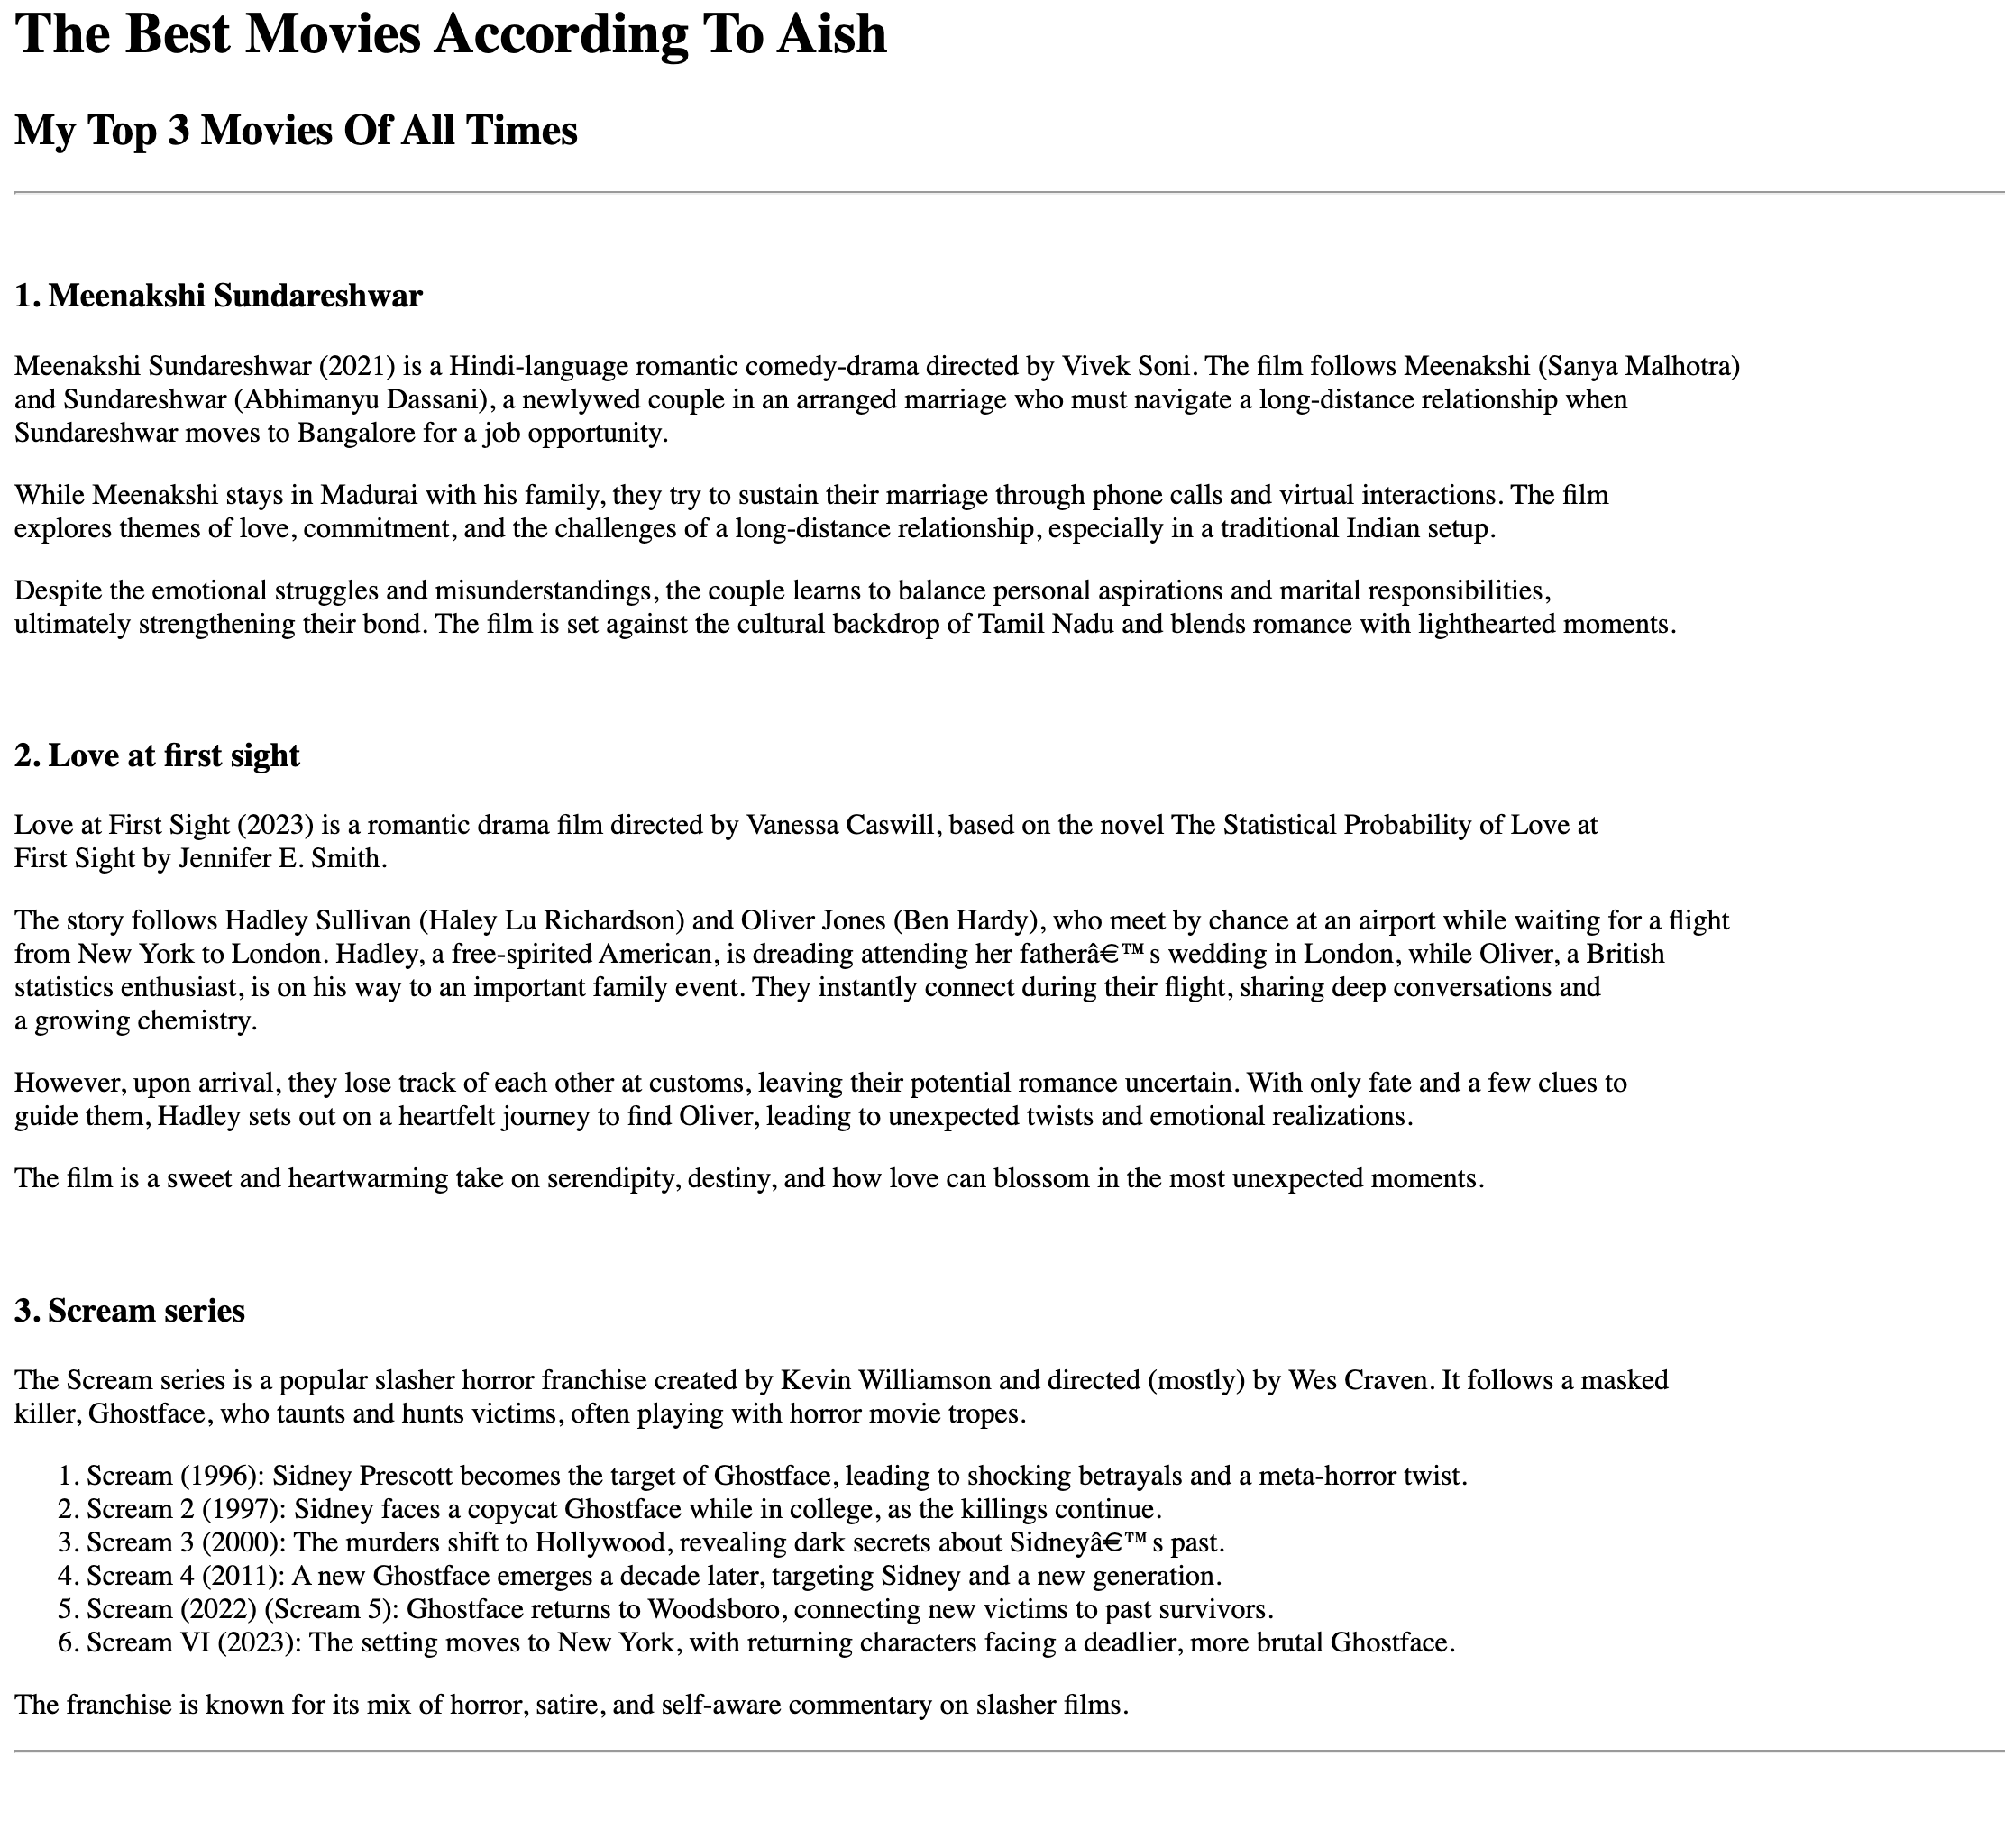 The Best Movies According To Aish
My Top 3 Movies Of All Times
1. Meenakshi Sundareshwar
Meenakshi Sundareshwar (2021) is a Hindi-language romantic comedy-drama directed by Vivek Soni. The film follows Meenakshi (Sanya Malhotra)
and Sundareshwar (Abhimanyu Dassani), a newlywed couple in an arranged marriage who must navigate a long-distance relationship when
Sundareshwar moves to Bangalore for a job opportunity.
While Meenakshi stays in Madurai with his family, they try to sustain their marriage through phone calls and virtual interactions. The film
explores themes of love, commitment, and the challenges of a long-distance relationship, especially in a traditional Indian setup.
Despite the emotional struggles and misunderstandings, the couple learns to balance personal aspirations and marital responsibilities,
ultimately strengthening their bond. The film is set against the cultural backdrop of Tamil Nadu and blends romance with lighthearted moments.
2. Love at first sight
Love at First Sight (2023) is a romantic drama film directed by Vanessa Caswill, based on the novel The Statistical Probability of Love at
First Sight by Jennifer E. Smith.
The story follows Hadley Sullivan (Haley Lu Richardson) and Oliver Jones (Ben Hardy), who meet by chance at an airport while waiting for a flight
from New York to London. Hadley, a free-spirited American, is dreading attending her fatherâ€™s wedding in London, while Oliver, a British
statistics enthusiast, is on his way to an important family event. They instantly connect during their flight, sharing deep conversations and
a growing chemistry.
However, upon arrival, they lose track of each other at customs, leaving their potential romance uncertain. With only fate and a few clues to
guide them, Hadley sets out on a heartfelt journey to find Oliver, leading to unexpected twists and emotional realizations.
The film is a sweet and heartwarming take on serendipity, destiny, and how love can blossom in the most unexpected moments.
3. Scream series
The Scream series is a popular slasher horror franchise created by Kevin Williamson and directed (mostly) by Wes Craven. It follows a masked
killer, Ghostface, who taunts and hunts victims, often playing with horror movie tropes.
1. Scream (1996): Sidney Prescott becomes the target of Ghostface, leading to shocking betrayals and a meta-horror twist.
2. Scream 2 (1997): Sidney faces a copycat Ghostface while in college, as the killings continue.
3. Scream 3 (2000): The murders shift to Hollywood, revealing dark secrets about Sidneyâ€™s past.
4. Scream 4 (2011): A new Ghostface emerges a decade later, targeting Sidney and a new generation.
5. Scream (2022) (Scream 5): Ghostface returns to Woodsboro, connecting new victims to past survivors.
6. Scream VI (2023): The setting moves to New York, with returning characters facing a deadlier, more brutal Ghostface.
The franchise is known for its mix of horror, satire, and self-aware commentary on slasher films.